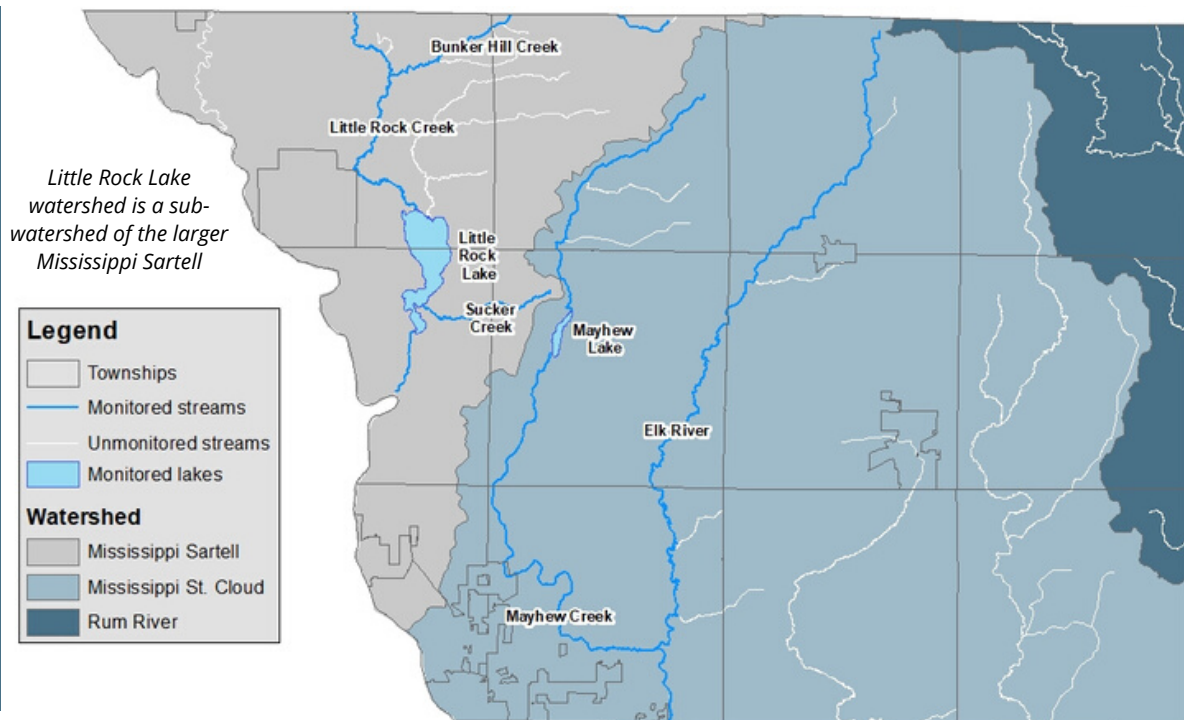 Bunker Hill Creek
Little Rock Creek
Little Rock Lake
watershed is a sub-
watershed of the larger
Mississippi Sartell
Little
Rock
Lake
Sucker
Creek
Mayhew
Lake
Elk River
Mayhew Creek
Legend
Townships
Monitored streams
Unmonitored streams
Monitored lakes
Watershed
Mississippi Sartell
Mississippi St. Cloud
Rum River